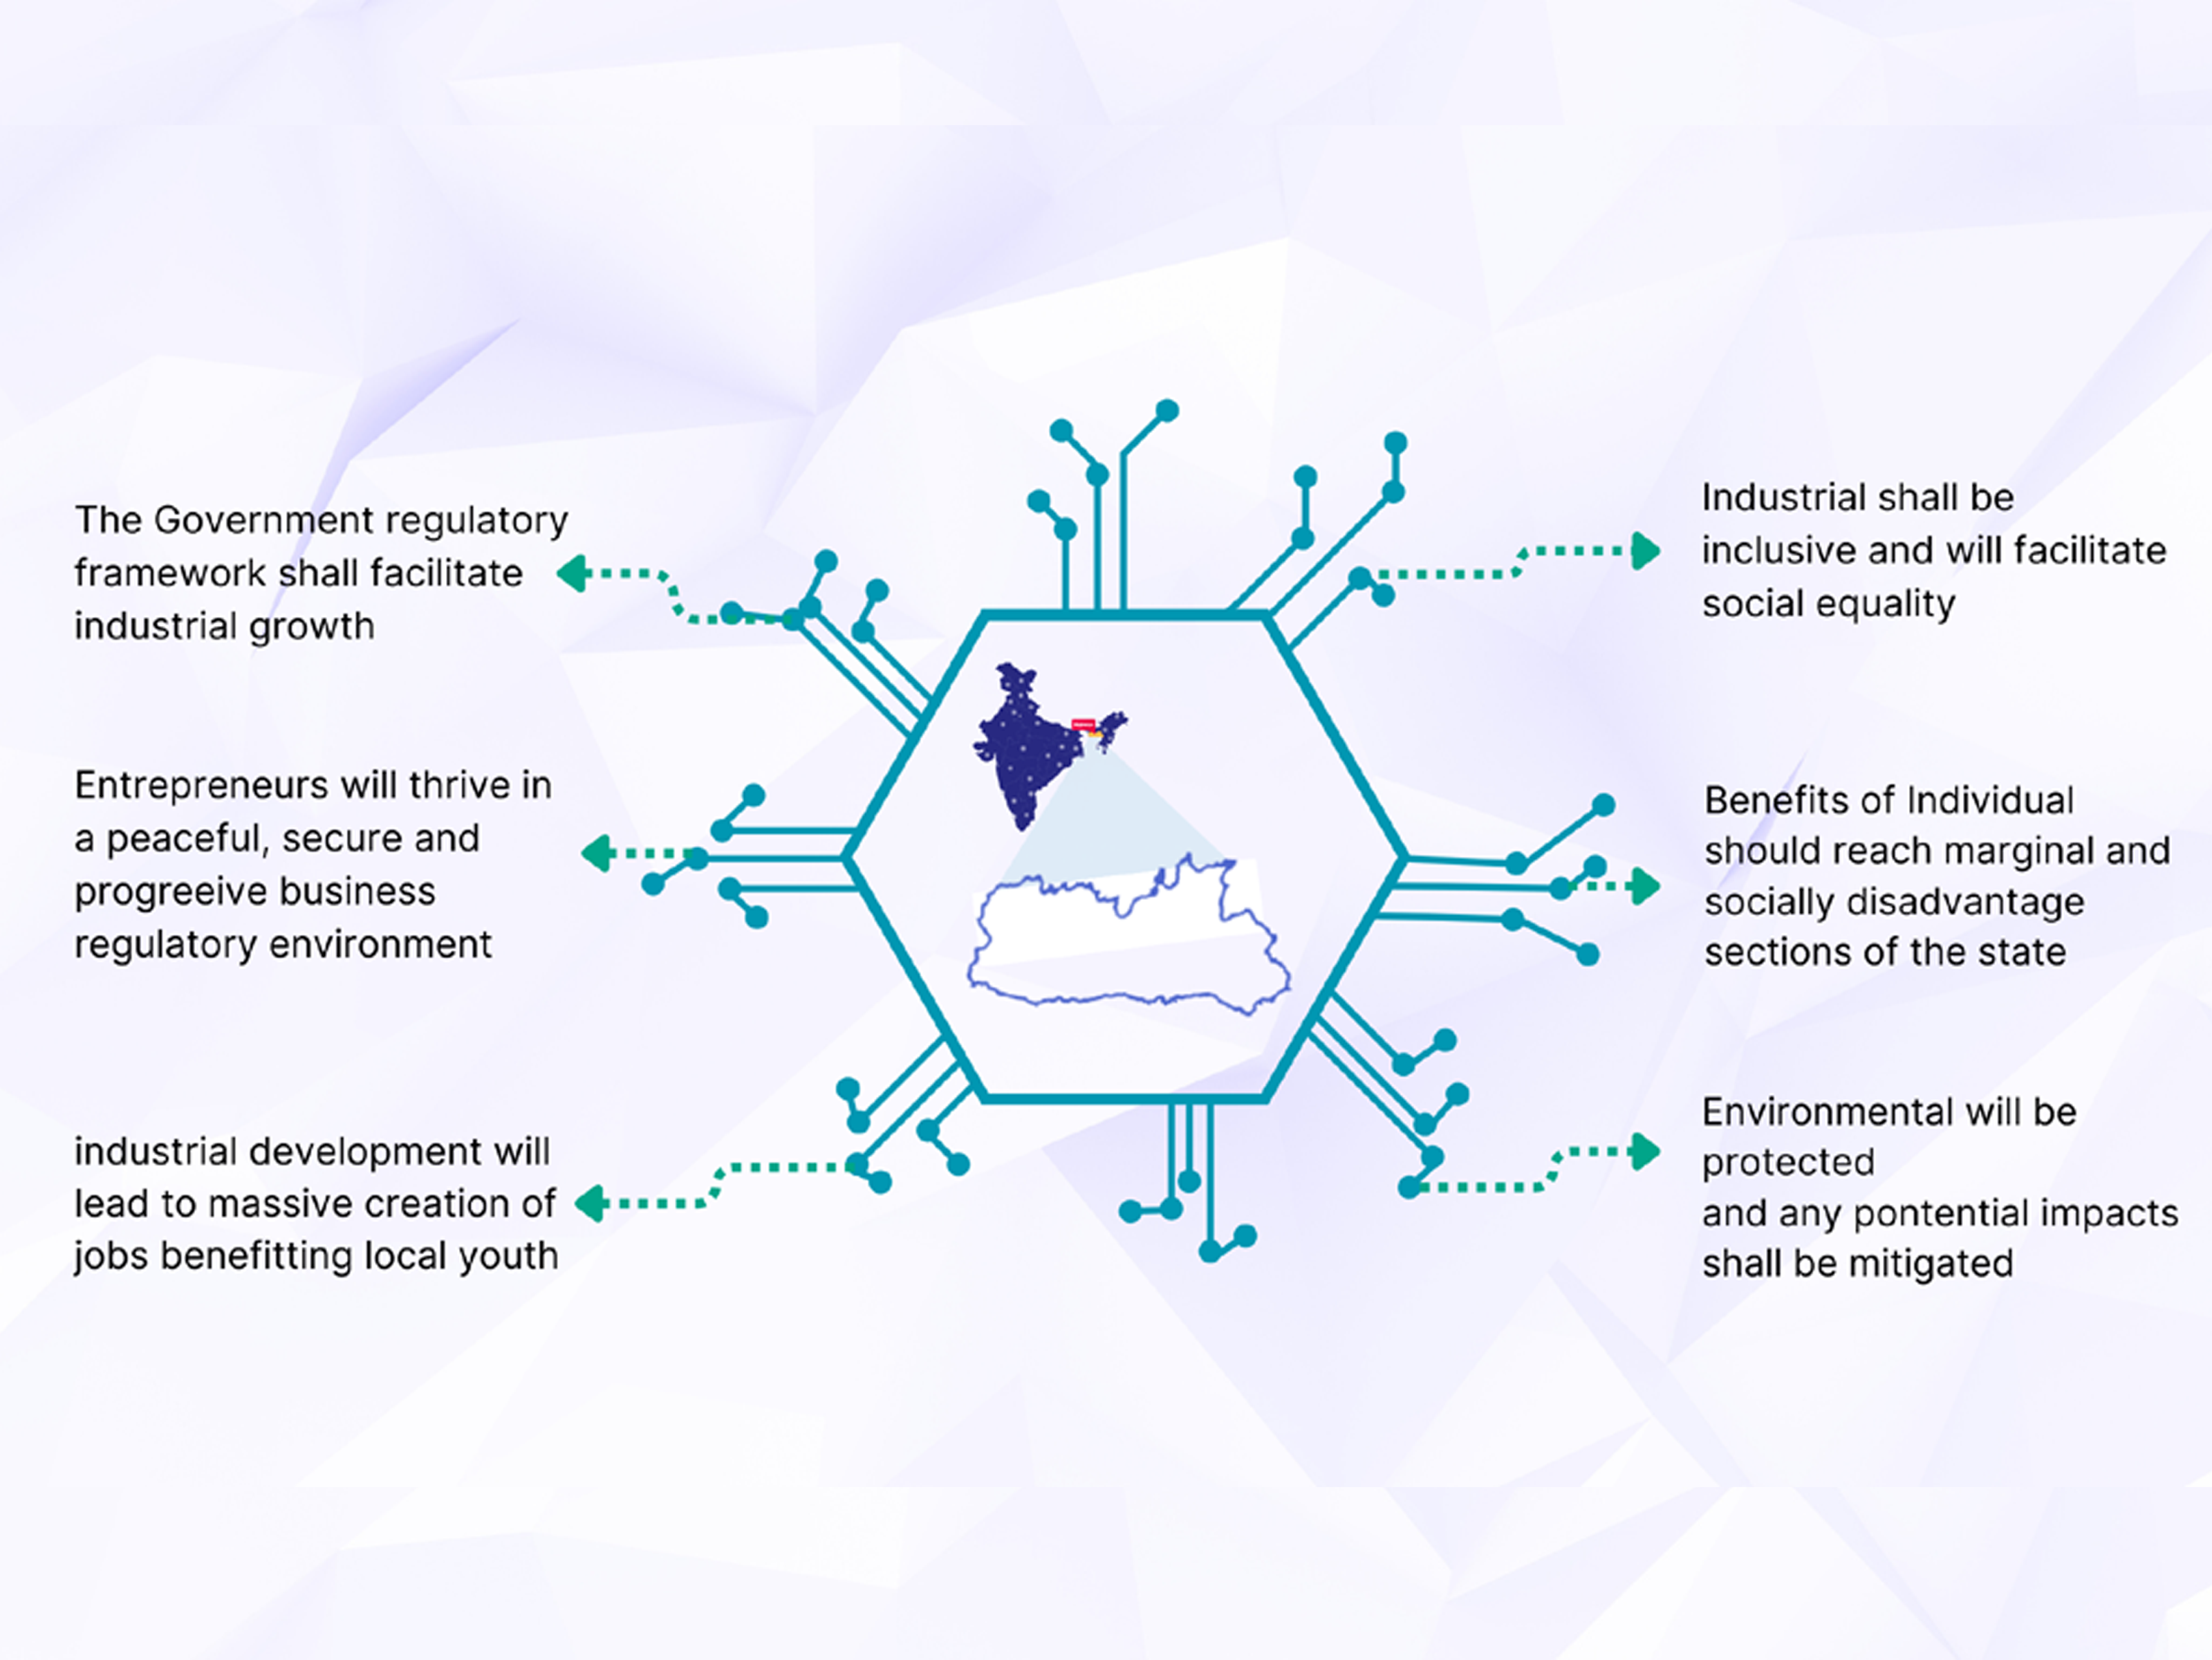 The Government regulatory
framework shall facilitate
industrial growth
Entrepreneurs will thrive in
a peaceful, secure and
progreeive business
regulatory environment
industrial development will
lead to massive creation of
jobs benefitting local youth
Industrial shall be
inclusive and will facilitate
social equality
Benefits of Individual
should reach marginal and
socially disadvantage
sections of the state
Environmental will be
protected
and any pontential impacts
shall be mitigated